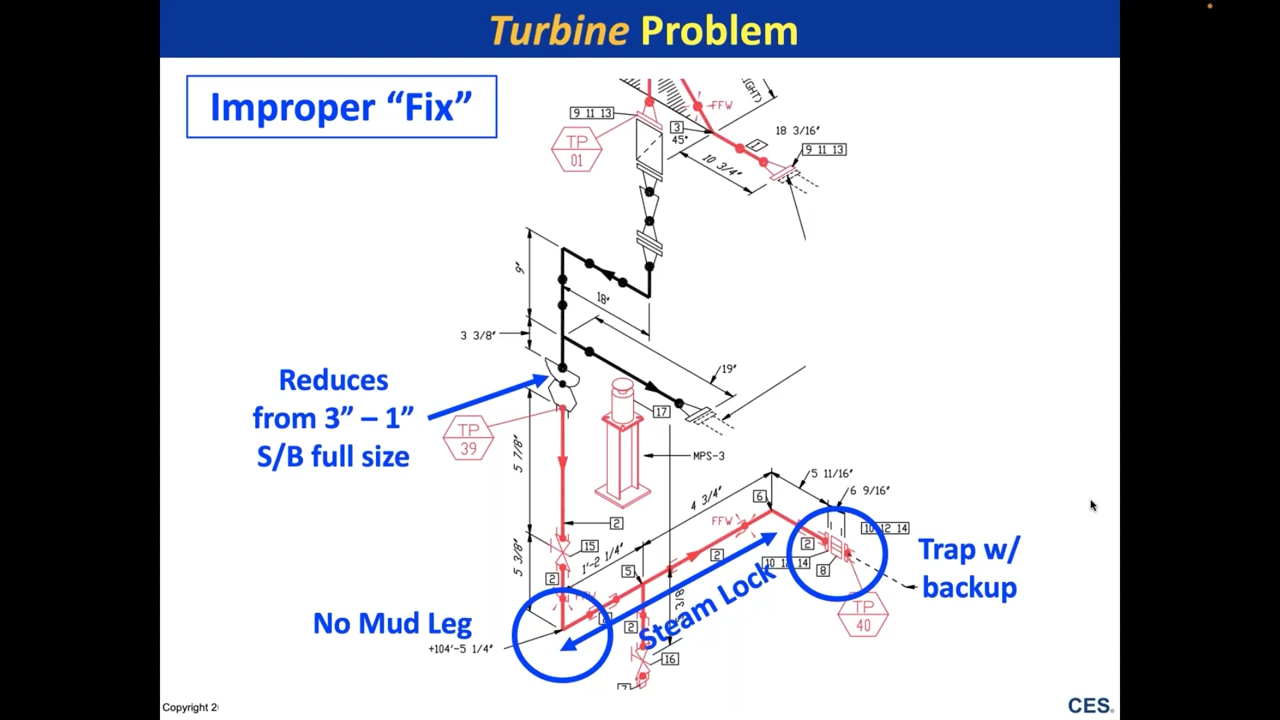 Turbine Problem
Improper “Fix”
9 11 13
TP
01
3
45°
FFW
1
18 3/16"
9 11 13
10 3/4"
9"
18"
3 3/8"
19"
Reduces
from 3” – 1”
S/B full size
TP
39
17
MPS-3
5 7/8"
2
15
5 3/8"
2
1'-2 1/4"
4 3/4"
FFW
6
5 11/16"
6 9/16"
10 12 14
2
10 12 14
8
2
5
2
16
Steam Lock
Trap w/
backup
TP
40
No Mud Leg
+104'-5 1/4"
Copyright 2
CES